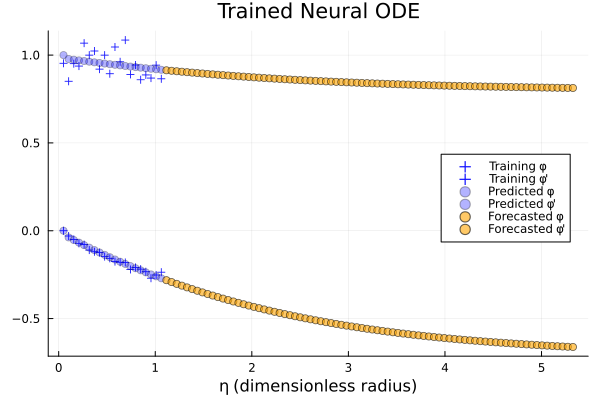 Trained Neural ODE
1.0
0.5
0.0
−0.5
Training φ
Training φ'
Predicted φ
Predicted φ'
Forecasted φ
Forecasted φ'
0 1 2 3 4 5
η (dimensionless radius)